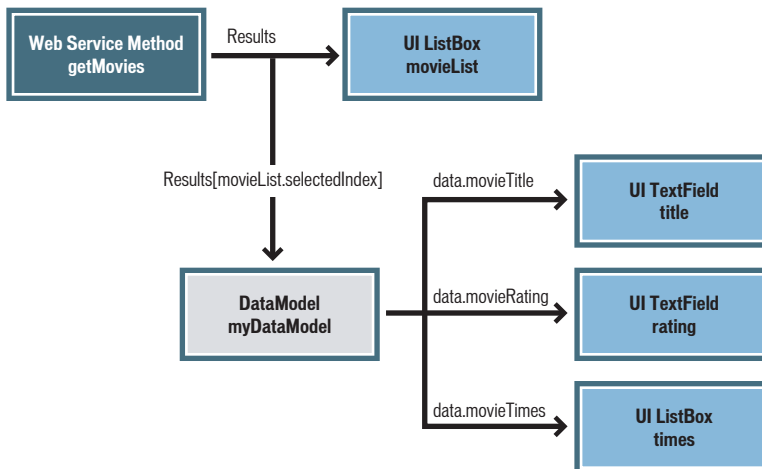 Web Service Method
getMovies
Results
UI ListBox
movieList
Results[movieList.selectedIndex]
data.movieTitle
UI TextField
title
DataModel
myDataModel
data.movieRating
UI TextField
rating
data.movieTimes
UI ListBox
times